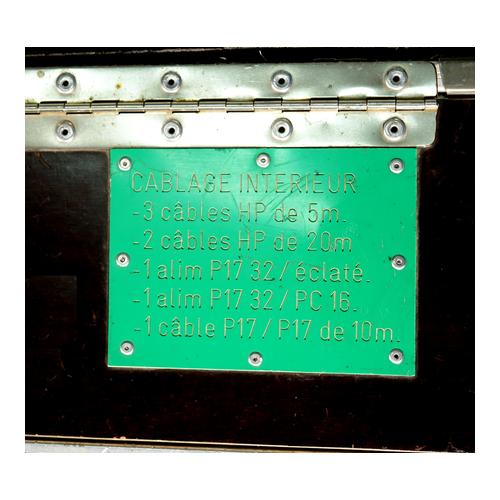 CABLAGE INTERIEUR
-3 câbles HP de 5m.
-2 câbles HP de 20m
-1 alim P17 32/éclaté.
-1 alim P17 32/PC 16.
-1 câble P17/P17 de 10m.